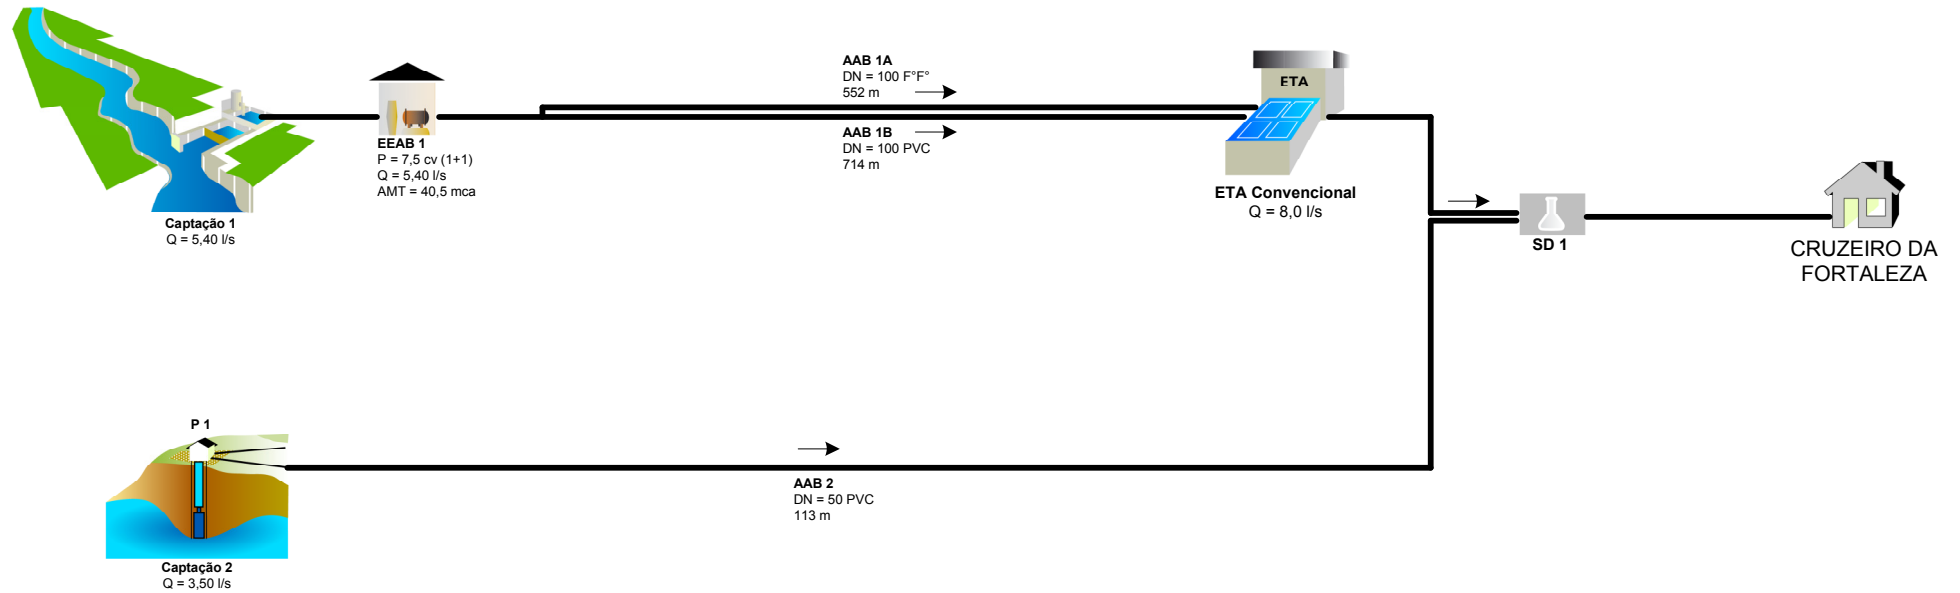 AAB 1A
DN = 100 F°F°
552 m
ETA
AAB 1B
DN = 100 PVC
714 m
EEAB 1
P = 7,5 cv (1+1)
Q = 5,40 l/s
AMT = 40,5 mca
ETA Convencional
Q = 8,0 l/s
Captação 1
Q = 5,40 l/s
SD 1
CRUZEIRO DA
FORTALEZA
P 1
AAB 2
DN = 50 PVC
113 m
Captação 2
Q = 3,50 l/s